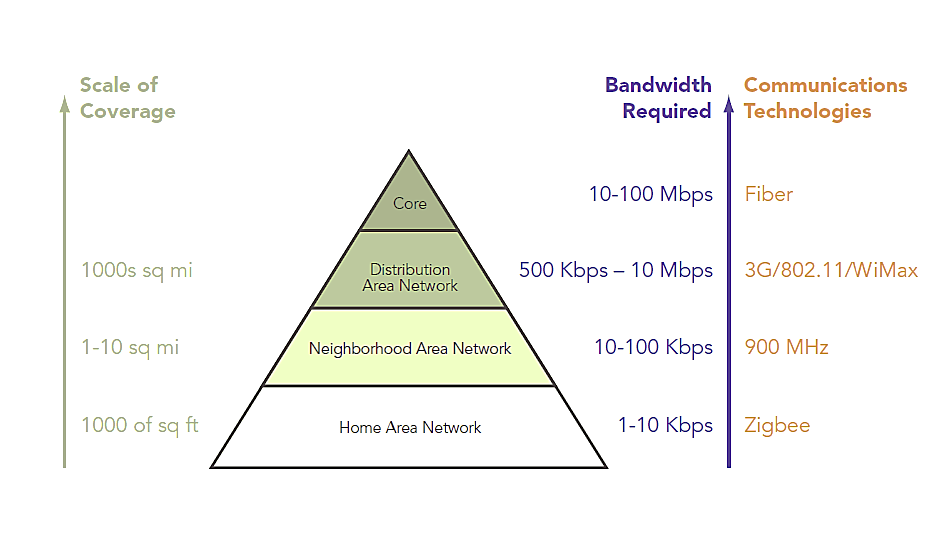 Scale of
Coverage
Bandwidth
Required
Communications
Technologies
Core
10-100 Mbps
Fiber
1000s sq mi
Distribution
Area Network
500 Kbps – 10 Mbps
3G/802.11/WiMax
1-10 sq mi
Neighborhood Area Network
10-100 Kbps
900 MHz
1000 of sq ft
Home Area Network
1-10 Kbps
Zigbee